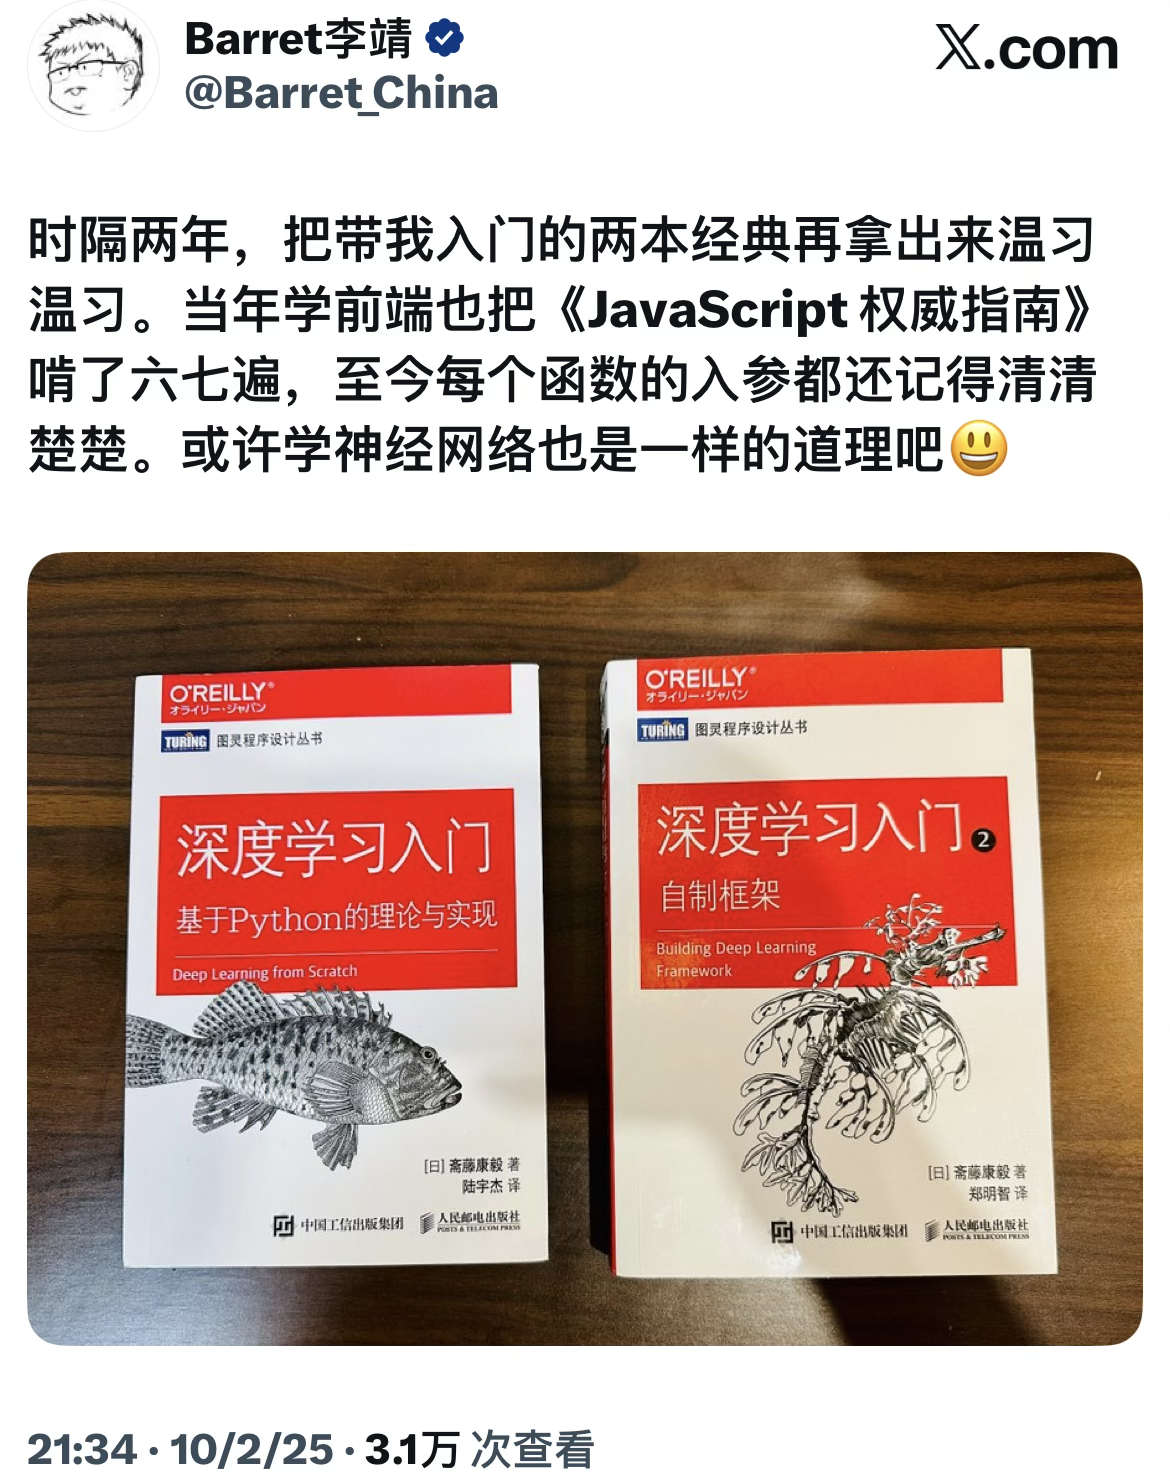 Barret李靖
X.com
@Barret_China
时隔两年，把带我入门的两本经典再拿出来温习
温习。当年学前端也把《JavaScript 权威指南》
啃了六七遍，至今每个函数的入参都还记得清清
楚楚。或许学神经网络也是一样的道理吧😃
O'REILLY®
オライリー・ジャパン
TURING 图灵程序设计丛书
深度学习入门
基于Python的理论与实现
Deep Learning from Scratch
[日] 斋藤康毅 著
陆宇杰 译
中国工信出版集团
人民邮电出版社
POSTS & TELECOM PRESS
O'REILLY®
オライリー・ジャパン
TURING 图灵程序设计丛书
深度学习入门 2
自制框架
Building Deep Learning
Framework
[日] 斋藤康毅 著
郑明智 译
中国工信出版集团
人民邮电出版社
POSTS & TELECOM PRESS
21:34 · 10/2/25 · 3.1万 次查看